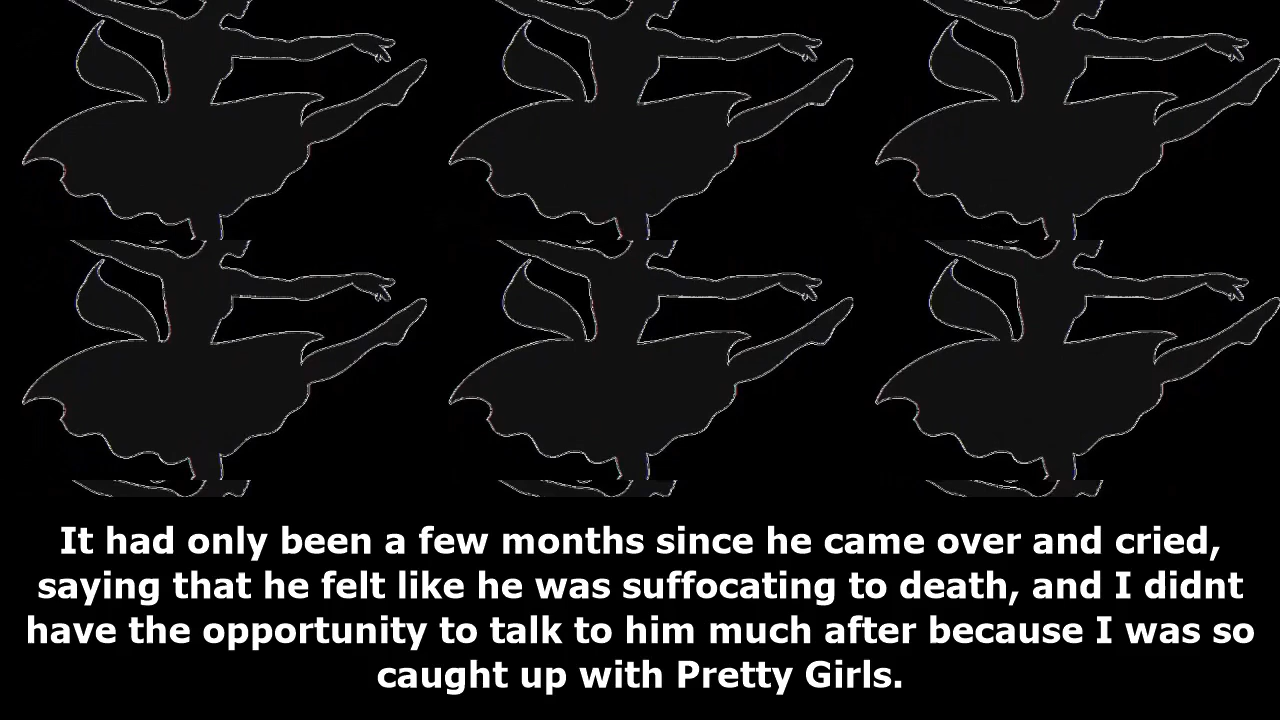 It had only been a few months since he came over and cried,
saying that he felt like he was suffocating to death, and I didnt
have the opportunity to talk to him much after because I was so
caught up with Pretty Girls.